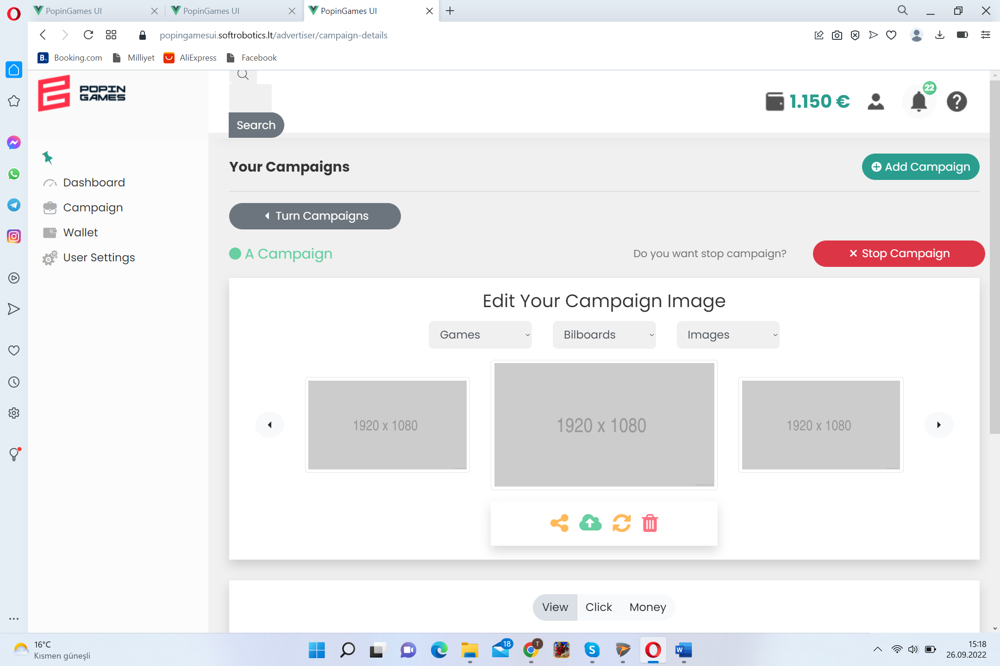 PopinGames UI
PopinGames UI
PopinGames UI
popingamesui.softrobotics.lt/advertiser/campaign-details
B. Booking.com
Milliyet
AliExpress
Facebook
POPIN
GAMES
Search
1.150 €
22
Dashboard
Campaign
Wallet
User Settings
Your Campaigns
Add Campaign
Turn Campaigns
A Campaign
Do you want stop campaign?
Stop Campaign
Edit Your Campaign Image
Games
Bilboards
Images
1920 x 1080
1920 x 1080
1920 x 1080
View
Click
Money
16°C
Kısmen güneşli
18
T
S
W
15:18
26.09.2022